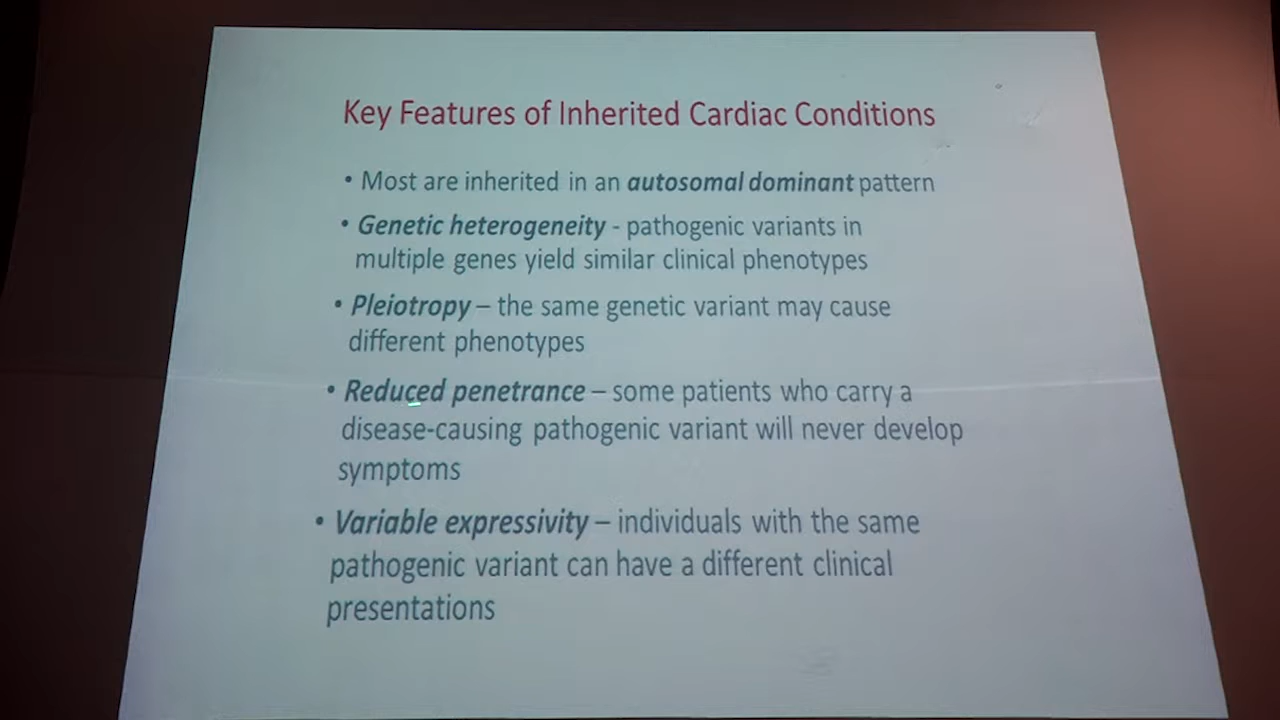 Key Features of Inherited Cardiac Conditions
• Most are inherited in an autosomal dominant pattern
• Genetic heterogeneity - pathogenic variants in
multiple genes yield similar clinical phenotypes
• Pleiotropy – the same genetic variant may cause
different phenotypes
• Reduced penetrance – some patients who carry a
disease-causing pathogenic variant will never develop
symptoms
• Variable expressivity – individuals with the same
pathogenic variant can have a different clinical
presentations